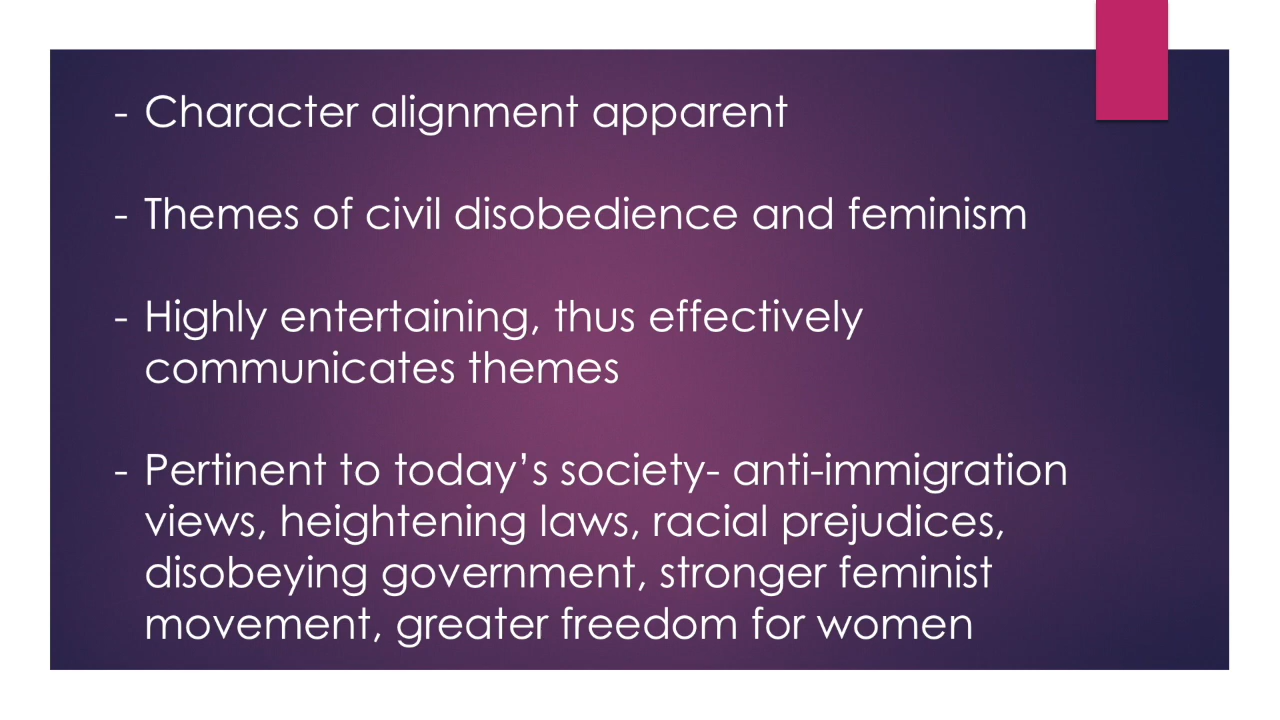 - Character alignment apparent
- Themes of civil disobedience and feminism
- Highly entertaining, thus effectively
communicates themes
- Pertinent to today’s society- anti-immigration
views, heightening laws, racial prejudices,
disobeying government, stronger feminist
movement, greater freedom for women